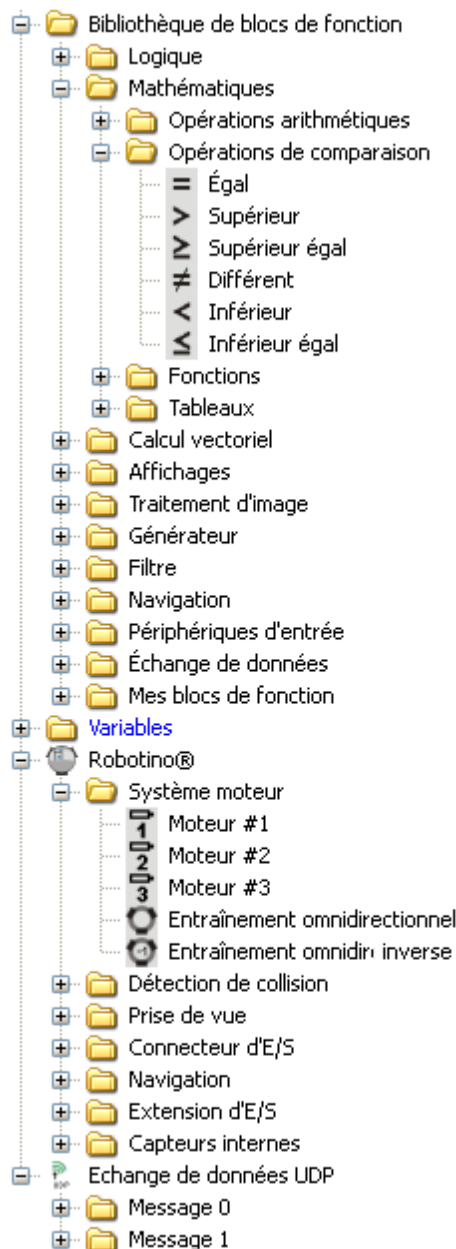 Bibliothèque de blocs de fonction
Logique
Mathématiques
Opérations arithmétiques
Opérations de comparaison
= Égal
> Supérieur
≥ Supérieur égal
≠ Différent
< Inférieur
≤ Inférieur égal
Fonctions
Tableaux
Calcul vectoriel
Affichages
Traitement d'image
Générateur
Filtre
Navigation
Périphériques d'entrée
Échange de données
Mes blocs de fonction
Variables
Robotino®
Système moteur
1 Moteur #1
2 Moteur #2
3 Moteur #3
Entraînement omnidirectionnel
-1 Entraînement omnidir inverse
Détection de collision
Prise de vue
Connecteur d'E/S
Navigation
Extension d'E/S
Capteurs internes
UDP Echange de données UDP
Message 0
Message 1